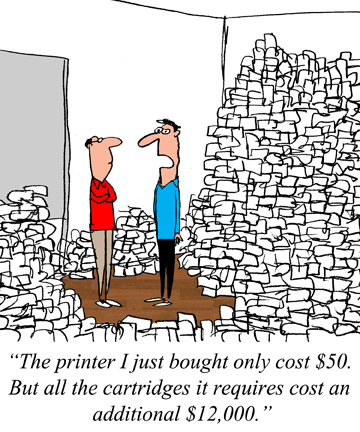 “The printer I just bought only cost $50.
But all the cartridges it requires cost an
additional $12,000.”